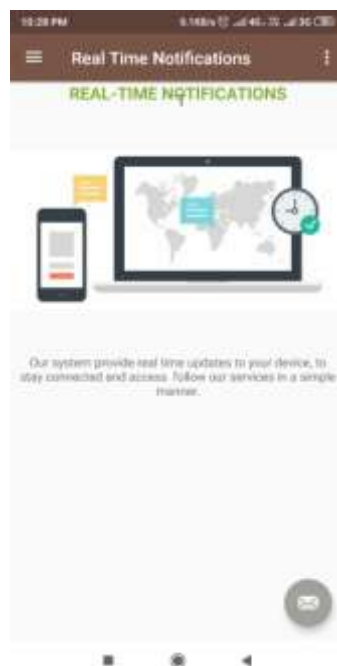 10:28 PM
Real Time Notifications
REAL-TIME NOTIFICATIONS
Our system provide real time updates to your device, to
stay connected and access follow our services in a simple
manner.